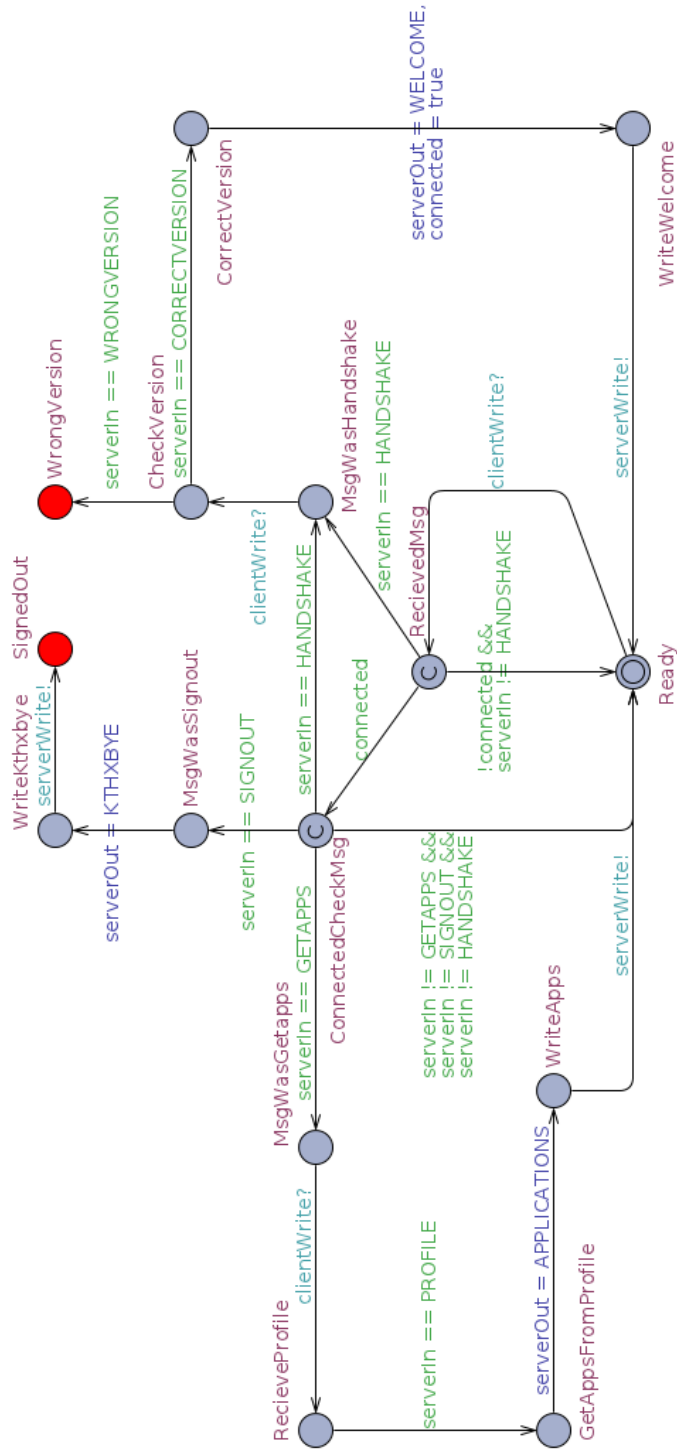 WriteKthxbye
SignedOut
serverWrite!
WrongVersion
serverOut = KTHXBYE
serverIn == WRONGVERSION
CheckVersion
serverIn == CORRECTVERSION
MsgWasSignout
CorrectVersion
serverIn == SIGNOUT
clientWrite?
RecieveProfile
MsgWasGetapps
clientWrite?
serverIn == GETAPPS
serverIn == HANDSHAKE
MsgWasHandshake
ConnectedCheckMsg
connected
serverIn == HANDSHAKE
RecievedMsg
serverIn == PROFILE
serverIn != GETAPPS &&
serverIn != SIGNOUT &&
serverIn != HANDSHAKE
serverOut = WELCOME,
connected = true
!connected &&
serverIn != HANDSHAKE
clientWrite?
serverOut = APPLICATIONS
WriteApps
GetAppsFromProfile
serverWrite!
serverWrite!
Ready
WriteWelcome
C
C